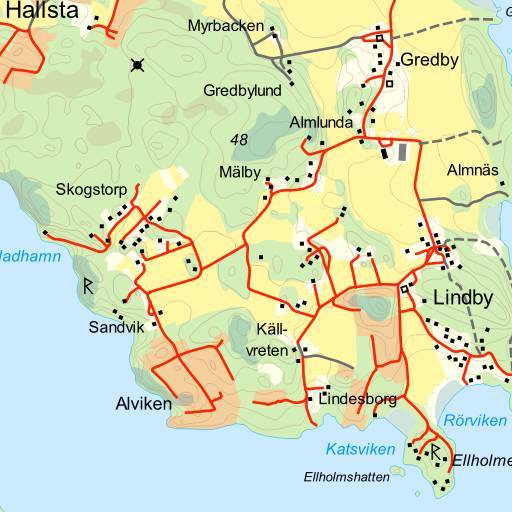 Hallsta
Myrbacken
Gredby
Gredbylund
Almlunda
48
Mälby
Almnäs
Skogstorp
ladhamn
Lindby
Sandvik
Käll-
vreten
Alviken
Lindesborg
Rörviken
Katsviken
Ellholme
Ellholmshatten